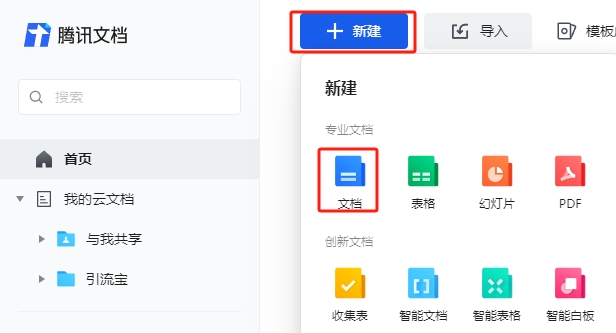 腾讯文档
搜索
首页
我的云文档
与我共享
引流宝
新建
导入
模板
新建
专业文档
文档
表格
幻灯片
PDF
创新文档
收集表
智能文档
智能表格
智能白板